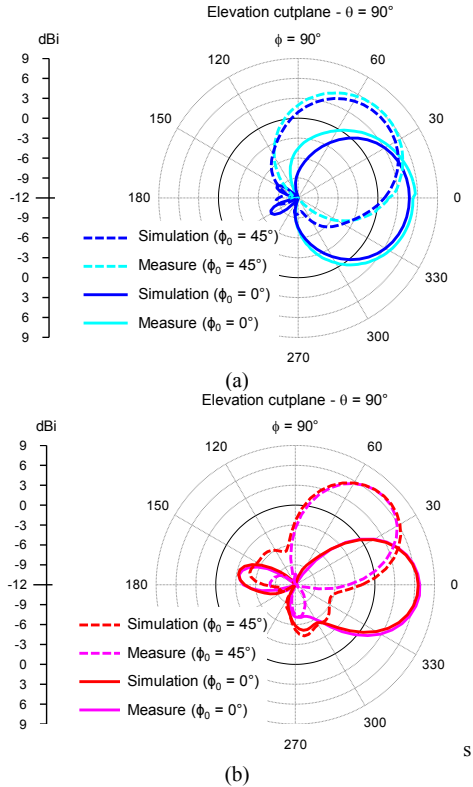 Elevation cutplane - θ = 90°
dBi
ϕ = 90°
9
6
3
0
-3
-6
-9
-12
-9
-6
-3
0
3
6
9
120
60
150
30
180
0
330
300
270
Simulation (ϕ₀ = 45°)
Measure (ϕ₀ = 45°)
Simulation (ϕ₀ = 0°)
Measure (ϕ₀ = 0°)
(a)
Elevation cutplane - θ = 90°
dBi
ϕ = 90°
9
6
3
0
-3
-6
-9
-12
-9
-6
-3
0
3
6
9
120
60
150
30
180
0
330
300
270
Simulation (ϕ₀ = 45°)
Measure (ϕ₀ = 45°)
Simulation (ϕ₀ = 0°)
Measure (ϕ₀ = 0°)
s
(b)